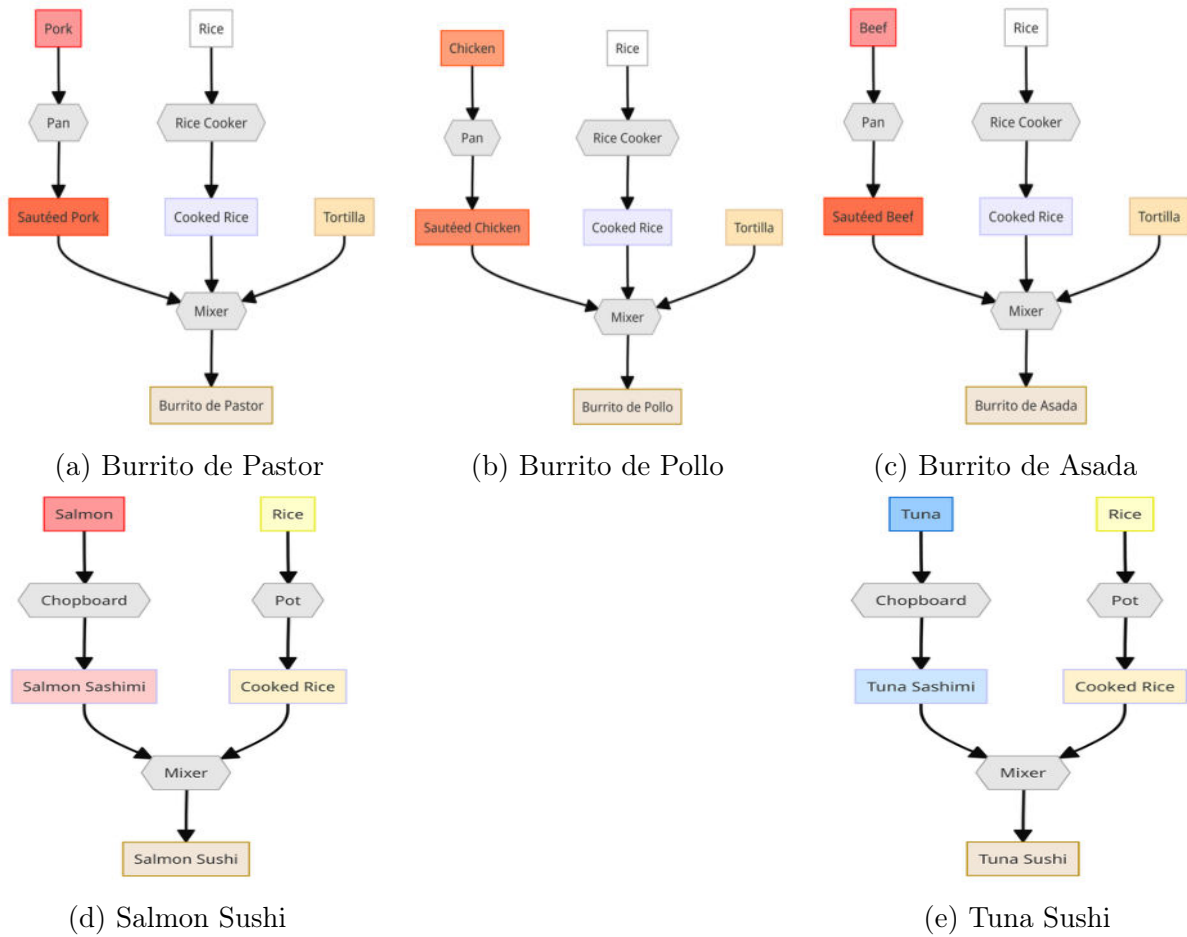 Pork
Rice
Pan
Rice Cooker
Sautéed Pork
Cooked Rice
Tortilla
Mixer
Burrito de Pastor
(a) Burrito de Pastor
Chicken
Rice
Pan
Rice Cooker
Sautéed Chicken
Cooked Rice
Tortilla
Mixer
Burrito de Pollo
(b) Burrito de Pollo
Beef
Rice
Pan
Rice Cooker
Sautéed Beef
Cooked Rice
Tortilla
Mixer
Burrito de Asada
(c) Burrito de Asada
Salmon
Rice
Chopboard
Pot
Salmon Sashimi
Cooked Rice
Mixer
Salmon Sushi
(d) Salmon Sushi
Tuna
Rice
Chopboard
Pot
Tuna Sashimi
Cooked Rice
Mixer
Tuna Sushi
(e) Tuna Sushi